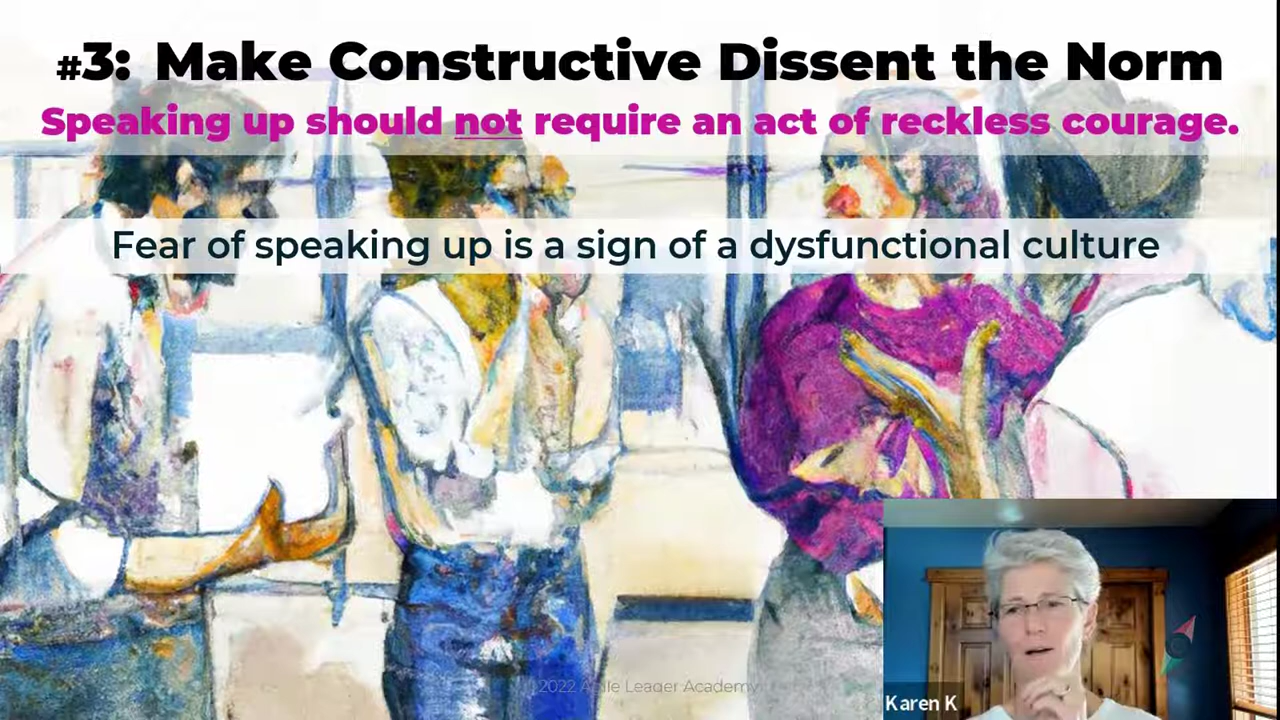 #3: Make Constructive Dissent the Norm
Speaking up should not require an act of reckless courage.
Fear of speaking up is a sign of a dysfunctional culture
©2022 Agile Leader Academy
Karen K